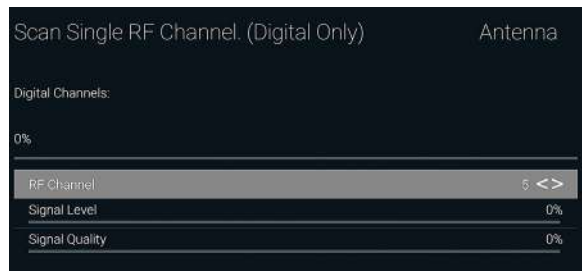 Scan Single RF Channel. (Digital Only) Antenna
Digital Channels:
0%
RF Channel 5 <>
Signal Level 0%
Signal Quality 0%